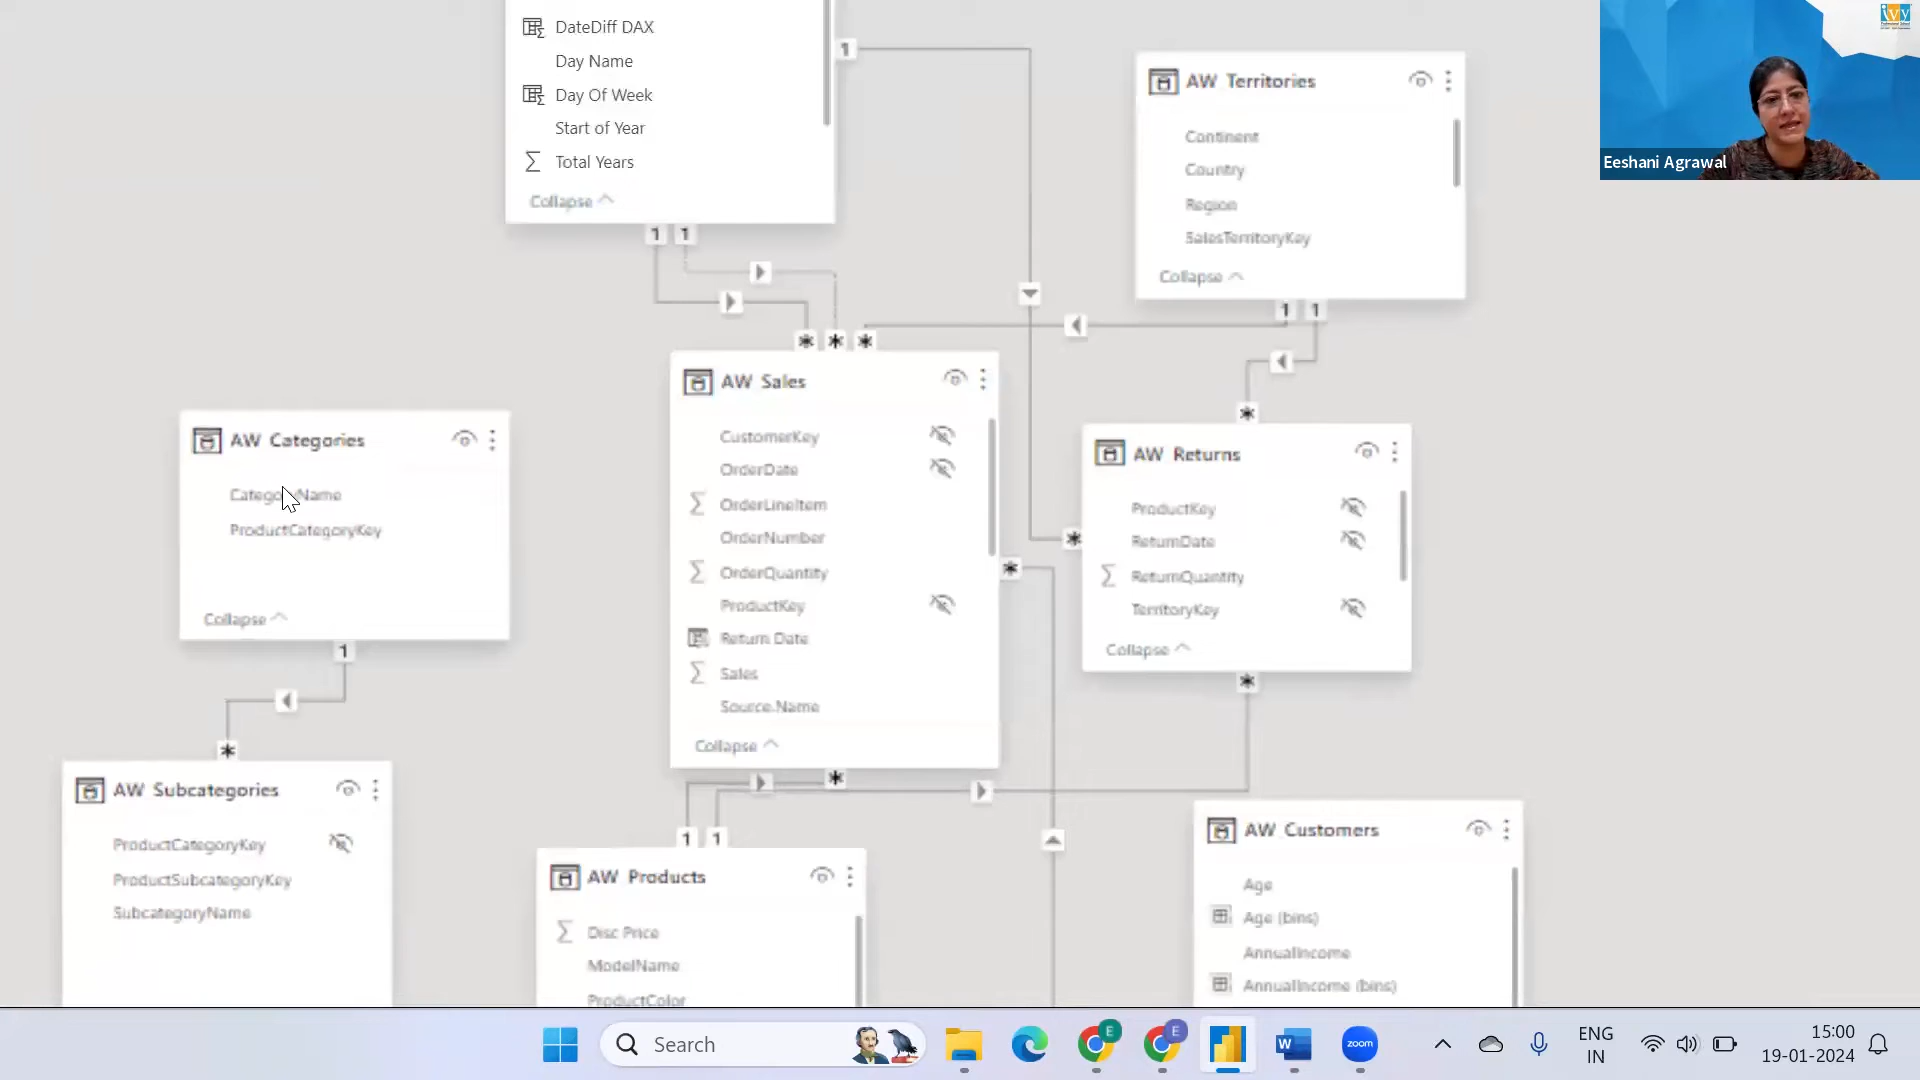 DateDiff DAX
Day Name
Day Of Week
Start of Year
Total Years
Collapse
1
1
1
AW Territories
Continent
Country
Region
SalesTerritoryKey
Collapse
1
1
*
*
*
*
AW Sales
CustomerKey
OrderDate
OrderLineItem
OrderNumber
OrderQuantity
ProductKey
Return Date
Sales
Source.Name
Collapse
*
*
AW Returns
ProductKey
ReturnDate
ReturnQuantity
TerritoryKey
Collapse
*
*
AW Categories
CategoryName
ProductCategoryKey
Collapse
1
*
AW Subcategories
ProductCategoryKey
ProductSubcategoryKey
SubcategoryName
1
1
AW Products
Disc Price
ModelName
ProductColor
AW Customers
Age
Age (bins)
AnnualIncome
AnnualIncome (bins)
Eeshani Agrawal
ivy
Search
E
E
W
zoom
ENG
IN
15:00
19-01-2024